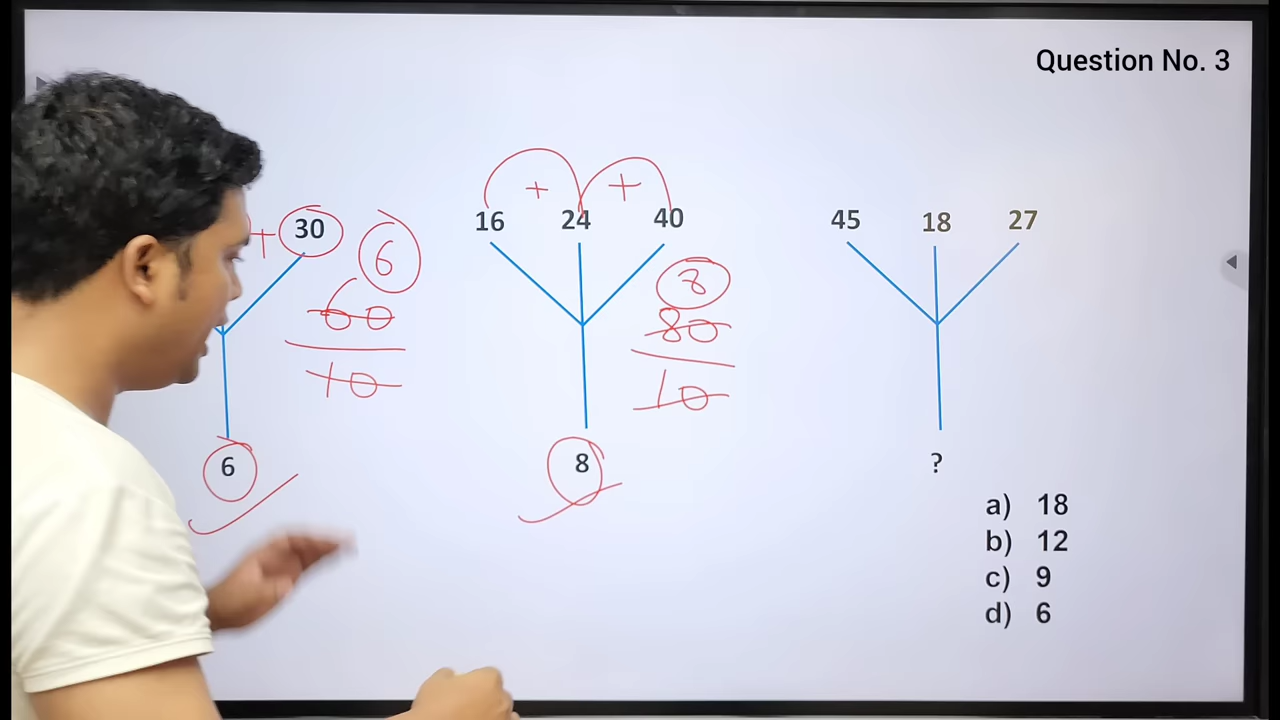 Question No. 3
+ +
+ 30 6
60
10
6
16 24 40
8
80
10
8
45 18 27
?
a) 18
b) 12
c) 9
d) 6